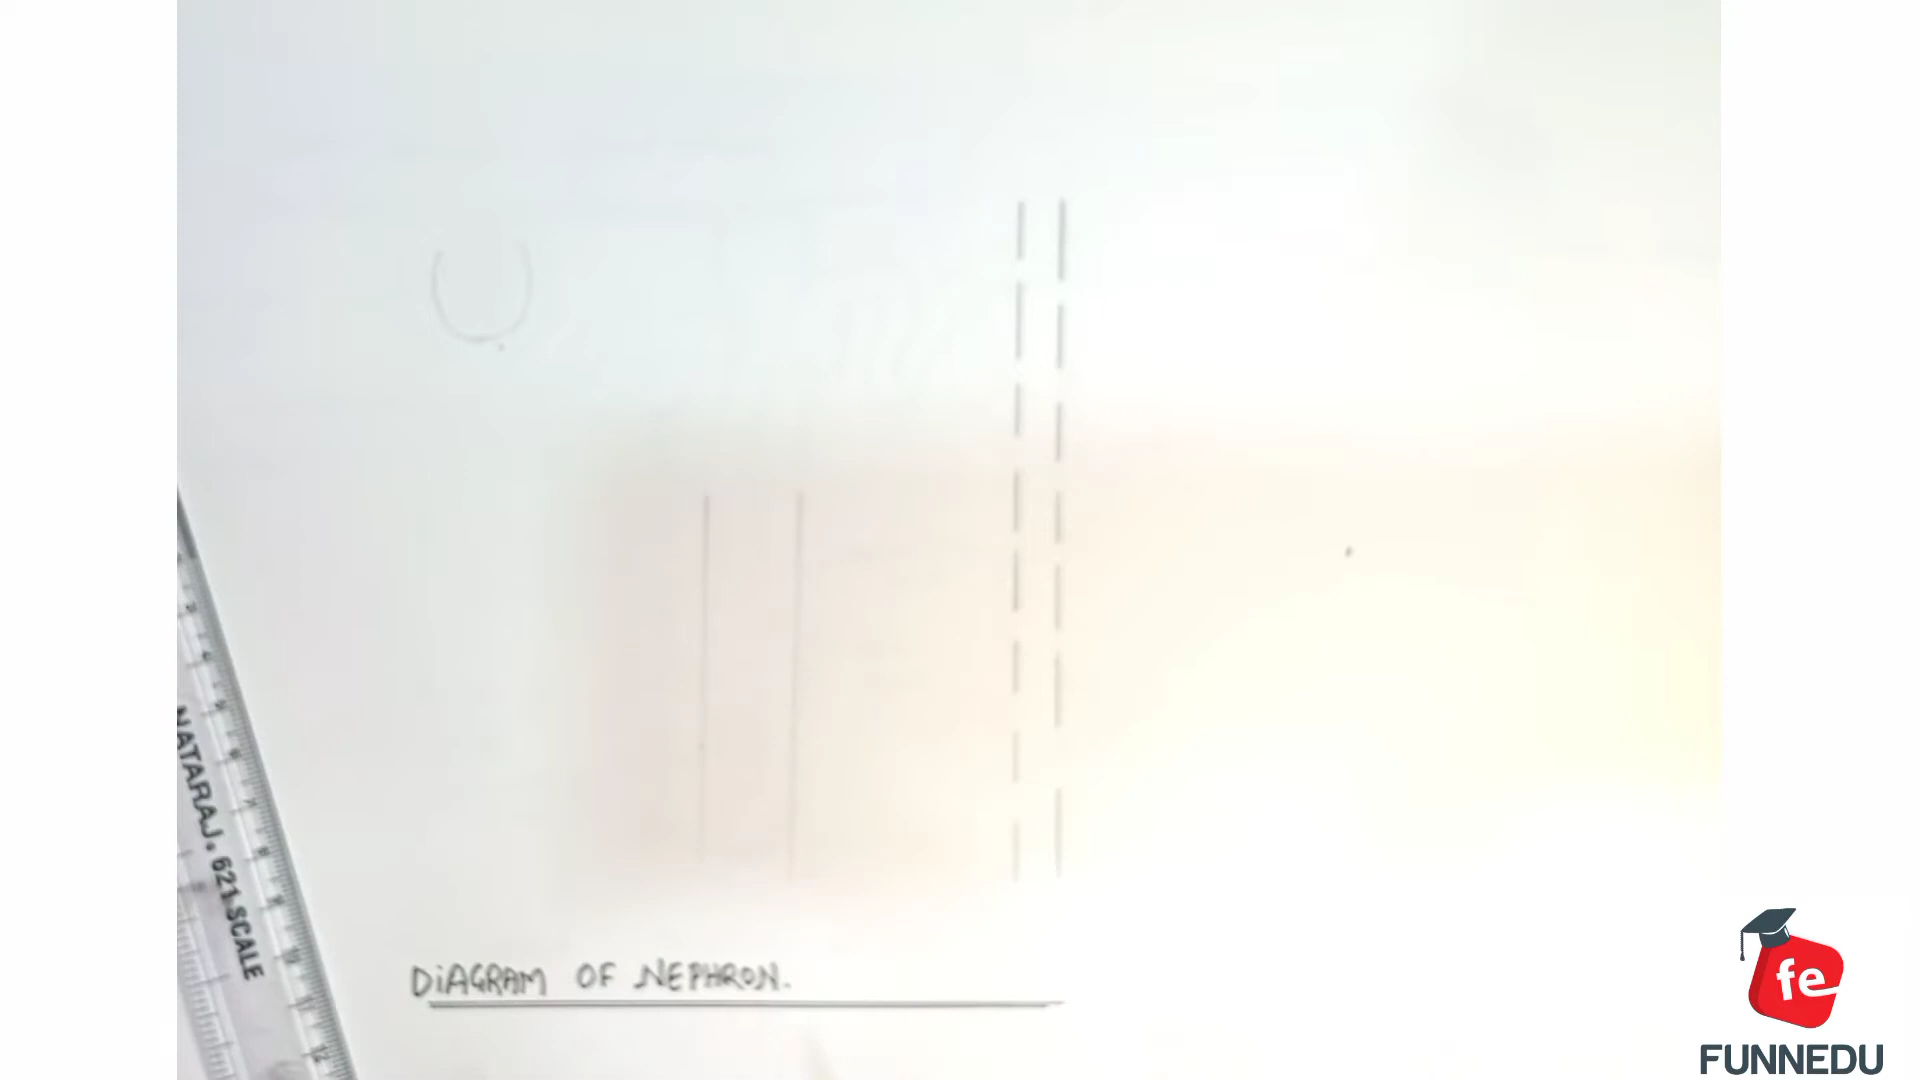 NATARAJ. 621 SCALE
DiAGRAM OF NEPHRON.
fe
FUNNEDU